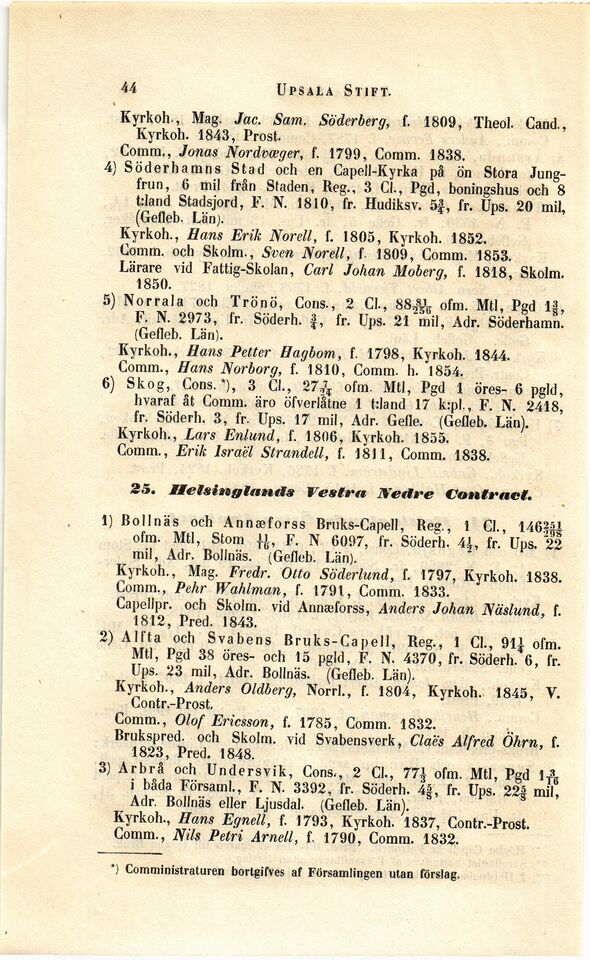 44 UPSALA STIFT.
Kyrkoh., Mag. Jac. Sam. Söderberg, f. 1809, Theol. Cand.,
Kyrkoh. 1843, Prost.
Comm., Jonas Nordvæger, f. 1799, Comm. 1838.
4) Söderhamns Stad och en Capell-Kyrka på ön Stora Jung-
frun, 6 mil från Staden, Reg., 3 Cl., Pgd, boningshus och 8
t:land Stadsjord, F. N. 1810, fr. Hudiksv. 5¾, fr. Ups. 20 mil,
(Gefleb. Län).
Kyrkoh., Hans Erik Norell, f. 1805, Kyrkoh. 1852.
Comm. och Skolm., Sven Norell, f. 1809, Comm. 1853.
Lärare vid Fattig-Skolan, Carl Johan Moberg, f. 1818, Skolm.
1850.
5) Norrala och Trönö, Cons., 2 Cl., 88 81/256 ofm. Mtl, Pgd 1⅜,
F. N. 2973, fr. Söderh. ¾, fr. Ups. 21 mil, Adr. Söderhamn.
(Gefleb. Län).
Kyrkoh., Hans Petter Hagbom, f. 1798, Kyrkoh. 1844.
Comm., Hans Norborg, f. 1810, Comm. h. 1854.
6) Skog, Cons.*), 3 Cl., ofm. Mtl, Pgd 1 öres- 6 pgld,
hvaraf åt Comm. äro öfverlåtne 1 t:land 17 k:pl., F. N. 2418,
fr. Söderh. 3, fr. Ups. 17 mil, Adr. Gefle. (Gefleb. Län).
Kyrkoh., Lars Enlund, f. 1806, Kyrkoh. 1855.
Comm., Erik Israël Strandell, f. 1811, Comm. 1838.
25. Helsinglands Vestra Nedre Contract.
1) Bollnäs och Annæforss Bruks-Capell, Reg., 1 Cl., 146 251/298
ofm. Mtl, Stom 11/16, F. N 6097, fr. Söderh. 4½, fr. Ups. 22
mil, Adr. Bollnäs. (Gefleb. Län).
Kyrkoh., Mag. Fredr. Otto Söderlund, f. 1797, Kyrkoh. 1838.
Comm., Pehr Wahlman, f. 1791, Comm. 1833.
Capellpr. och Skolm. vid Annæforss, Anders Johan Näslund, f.
1812, Pred. 1843.
2) Alfta och Svabens Bruks-Capell, Reg., 1 Cl., 91¼ ofm.
Mtl, Pgd 38 öres- och 15 pgld, F. N. 4370, fr. Söderh. 6, fr.
Ups. 23 mil, Adr. Bollnäs. (Gefleb. Län).
Kyrkoh., Anders Oldberg, Norrl., f. 1804, Kyrkoh. 1845, V.
Contr.-Prost.
Comm., Olof Ericsson, f. 1785, Comm. 1832.
Brukspred. och Skolm. vid Svabensverk, Claës Alfred Öhrn, f.
1823, Pred. 1848.
3) Arbrå och Undersvik, Cons., 2 Cl., ofm. Mtl, Pgd 1 3/16
i båda Församl., F. N. 3392, fr. Söderh. fr. Ups. mil,
Adr. Bollnäs eller Ljusdal. (Gefleb. Län).
Kyrkoh., Hans Egnell, f. 1793, Kyrkoh. 1837, Contr.-Prost.
Comm., Nils Petri Arnell, f. 1790, Comm. 1832.
*) Comministraturen bortgifves af Församlingen utan förslag.